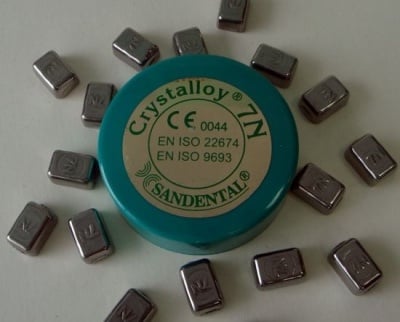 Crystalloy® 7N
CE 0044
EN ISO 22674
EN ISO 9693
SANDENTAL®